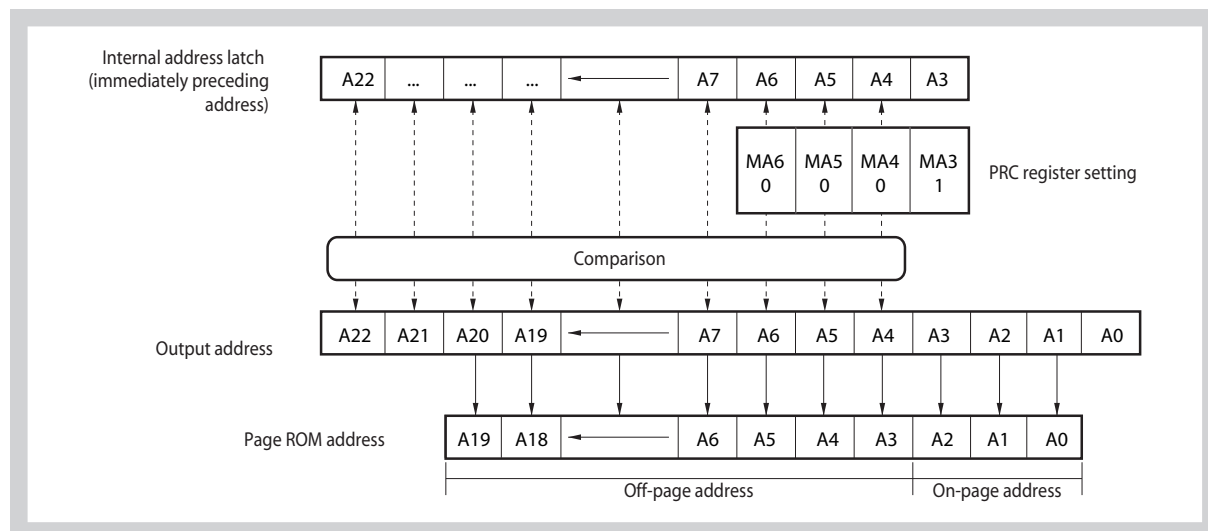 Internal address latch
(immediately preceding
address)
A22 ... ... ... A7 A6 A5 A4 A3
MA6 MA5 MA4 MA3
0 0 0 1
PRC register setting
Comparison
Output address
A22 A21 A20 A19 A7 A6 A5 A4 A3 A2 A1 A0
Page ROM address
A19 A18 A6 A5 A4 A3 A2 A1 A0
Off-page address On-page address